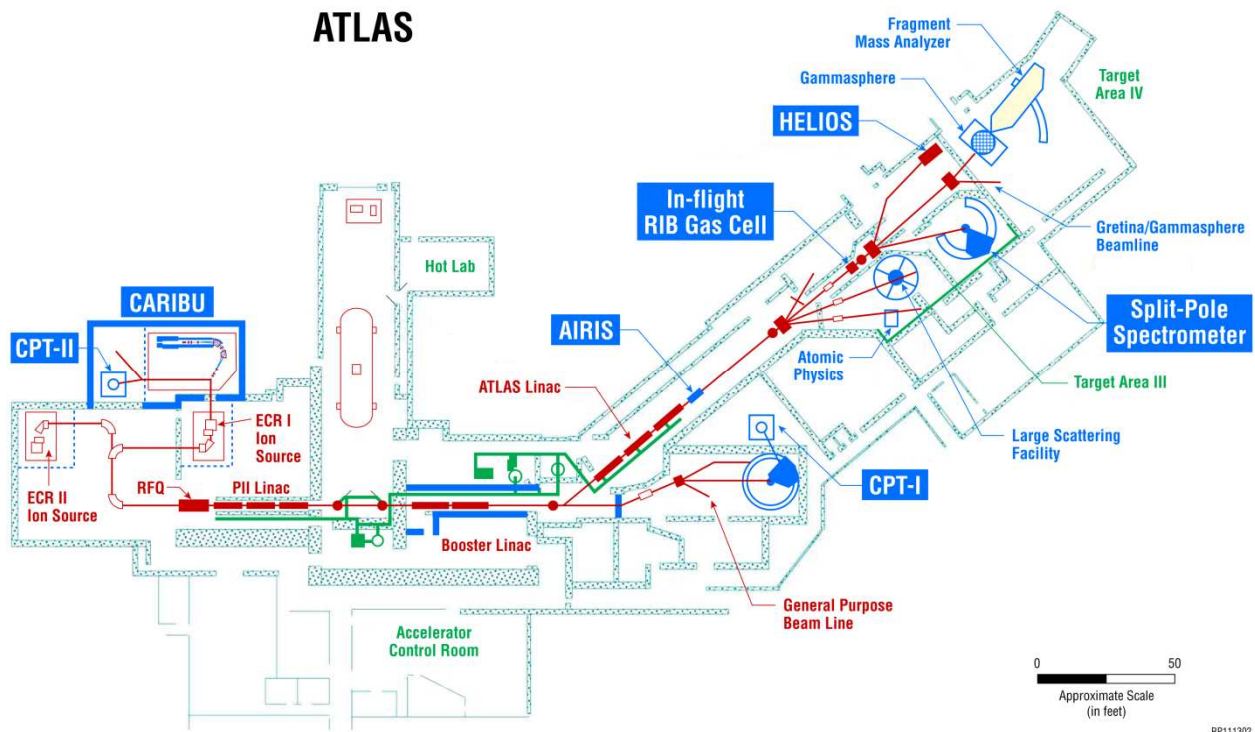 ATLAS
Fragment
Mass Analyzer
Gammasphere
Target
Area IV
HELIOS
In-flight
RIB Gas Cell
Gretina/Gammasphere
Beamline
Hot Lab
CARIBU
CPT-II
AIRIS
Split-Pole
Spectrometer
Atomic
Physics
ATLAS Linac
Target Area III
ECR I
Ion
Source
Large Scattering
Facility
RFQ
PII Linac
CPT-I
ECR II
Ion Source
Booster Linac
General Purpose
Beam Line
Accelerator
Control Room
0
50
Approximate Scale
(in feet)
RP111302